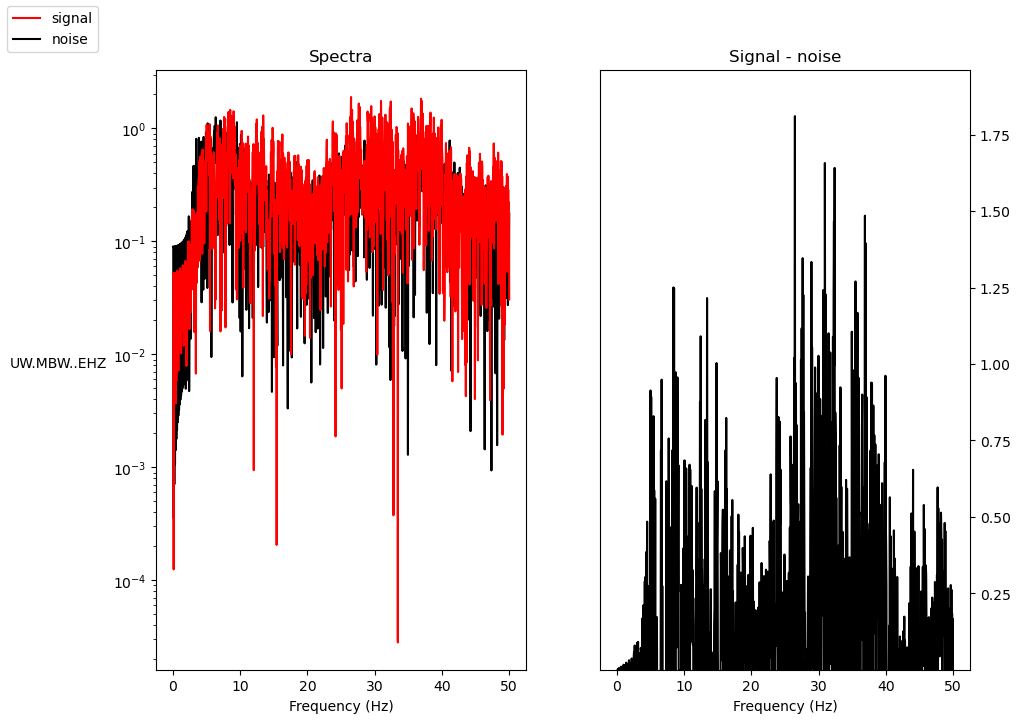 signal
noise
Spectra
Signal - noise
UW.MBW..EHZ
10⁰
10⁻¹
10⁻²
10⁻³
10⁻⁴
0 10 20 30 40 50
Frequency (Hz)
1.75
1.50
1.25
1.00
0.75
0.50
0.25
0 10 20 30 40 50
Frequency (Hz)